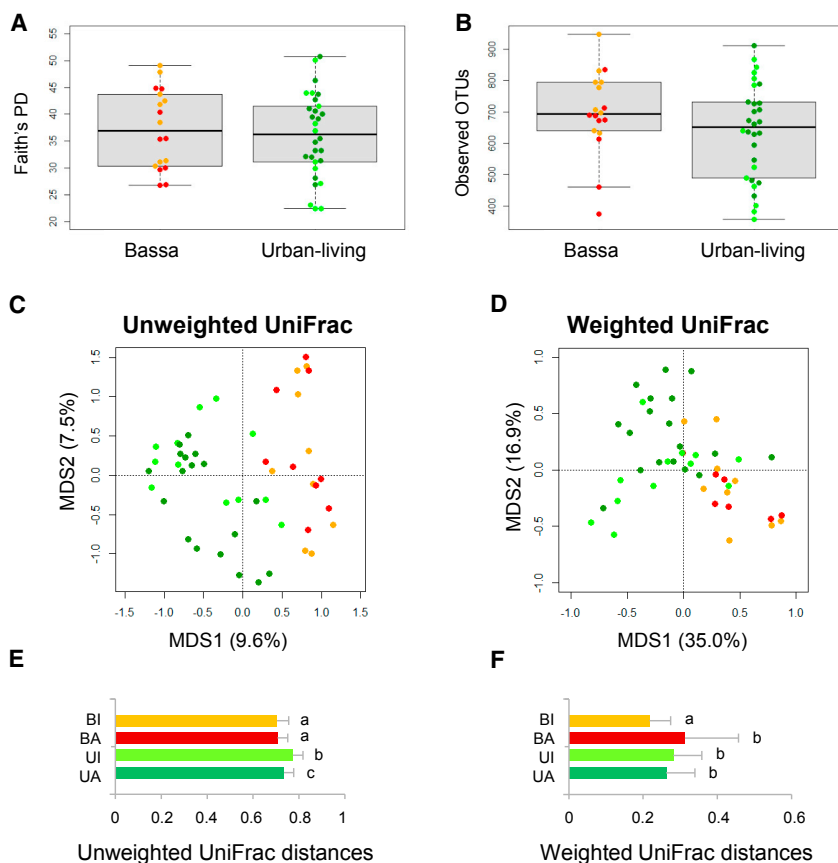 A
Faith's PD
55
50
45
40
35
30
25
20
Bassa
Urban-living
B
Observed OTUs
900
800
700
600
500
400
Bassa
Urban-living
C
Unweighted UniFrac
MDS2 (7.5%)
1.5
1.0
0.5
0.0
-0.5
-1.0
-1.5 -1.0 -0.5 0.0 0.5 1.0 1.5
MDS1 (9.6%)
D
Weighted UniFrac
MDS2 (16.9%)
1.0
0.5
0.0
-0.5
-1.0
-1.0 -0.5 0.0 0.5 1.0
MDS1 (35.0%)
E
BI a
BA a
UI b
UA c
0 0.2 0.4 0.6 0.8 1
Unweighted UniFrac distances
F
BI a
BA b
UI b
UA b
0 0.2 0.4 0.6
Weighted UniFrac distances